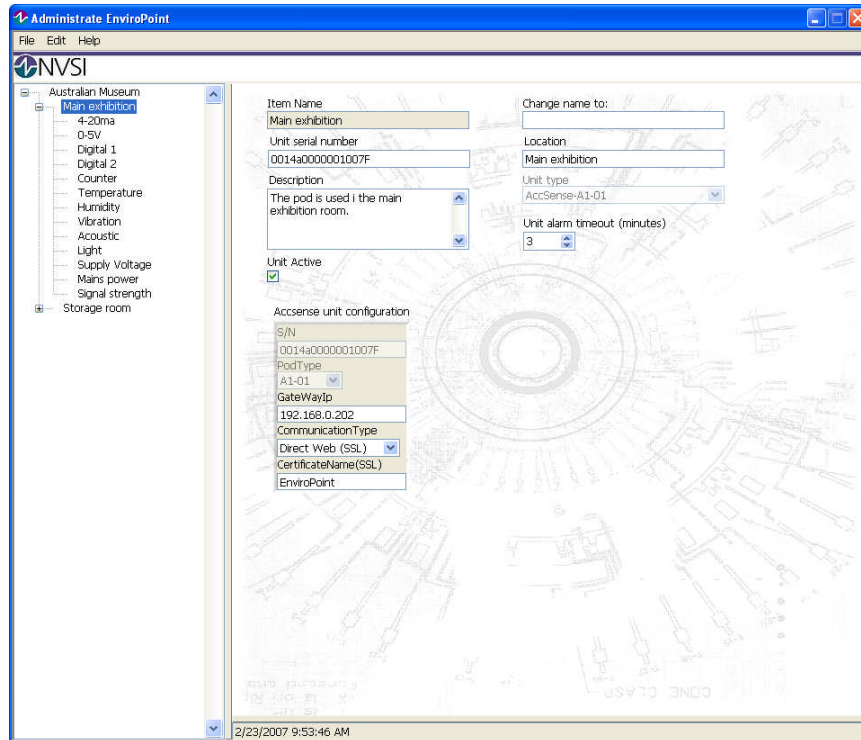 Administrate EnviroPoint
File Edit Help
NVSI
Australian Museum
Main exhibition
4-20ma
0-5V
Digital 1
Digital 2
Counter
Temperature
Humidity
Vibration
Acoustic
Light
Supply Voltage
Mains power
Signal strength
Storage room
Item Name
Main exhibition
Change name to:
Unit serial number
0014a0000001007F
Location
Main exhibition
Description
The pod is used i the main
exhibition room.
Unit type
AccSense-A1-01
Unit alarm timeout (minutes)
3
Unit Active
Accsense unit configuration
S/N
0014a0000001007F
PodType
A1-01
GateWayIp
192.168.0.202
CommunicationType
Direct Web (SSL)
CertificateName(SSL)
EnviroPoint
CONE CLASP
2/23/2007 9:53:46 AM